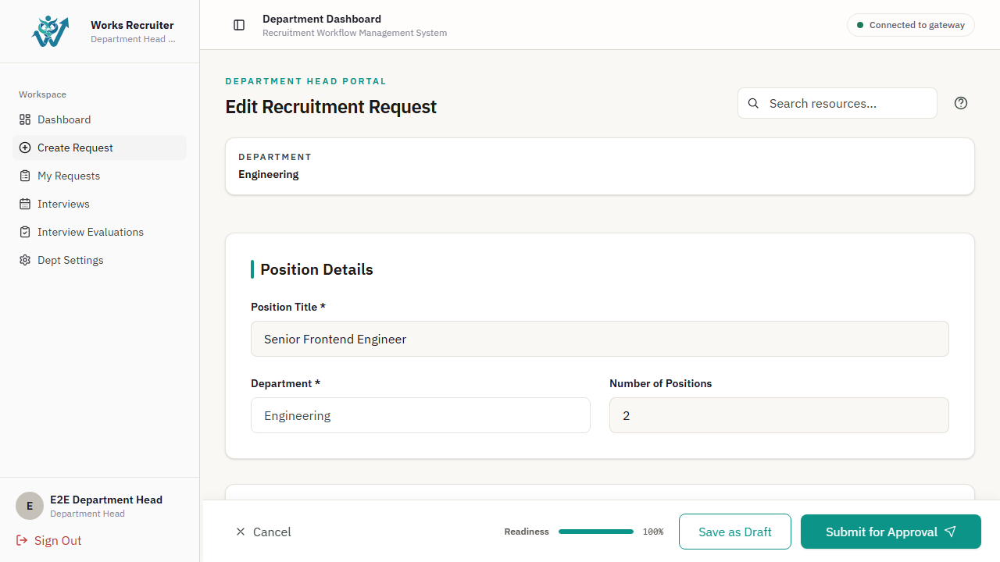 Works Recruiter
Department Head ...
Workspace
Dashboard
Create Request
My Requests
Interviews
Interview Evaluations
Dept Settings
E
E2E Department Head
Department Head
Sign Out
Department Dashboard
Recruitment Workflow Management System
Connected to gateway
DEPARTMENT HEAD PORTAL
Edit Recruitment Request
Search resources...
DEPARTMENT
Engineering
Position Details
Position Title *
Senior Frontend Engineer
Department *
Number of Positions
Engineering
2
Cancel
Readiness
100%
Save as Draft
Submit for Approval